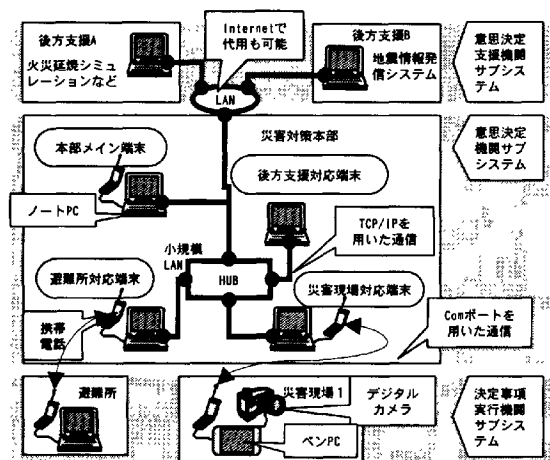 後方支援A
火災延焼シミュ
レーションなど
Internetで
代用も可能
LAN
後方支援B
地震情報発
信システム
意思決定
支援機関
サブシス
テム
災害対策本部
本部メイン端末
後方支援対応端末
ノートPC
意思決定
機関サブ
システム
TCP/IPを
用いた通信
小規模
LAN
HUB
避難所対応端末
災害現場対応端末
携帯
電話
Comポートを
用いた通信
避難所
災害現場1
デジタル
カメラ
ペンPC
決定事項
実行機関
サブシス
テム